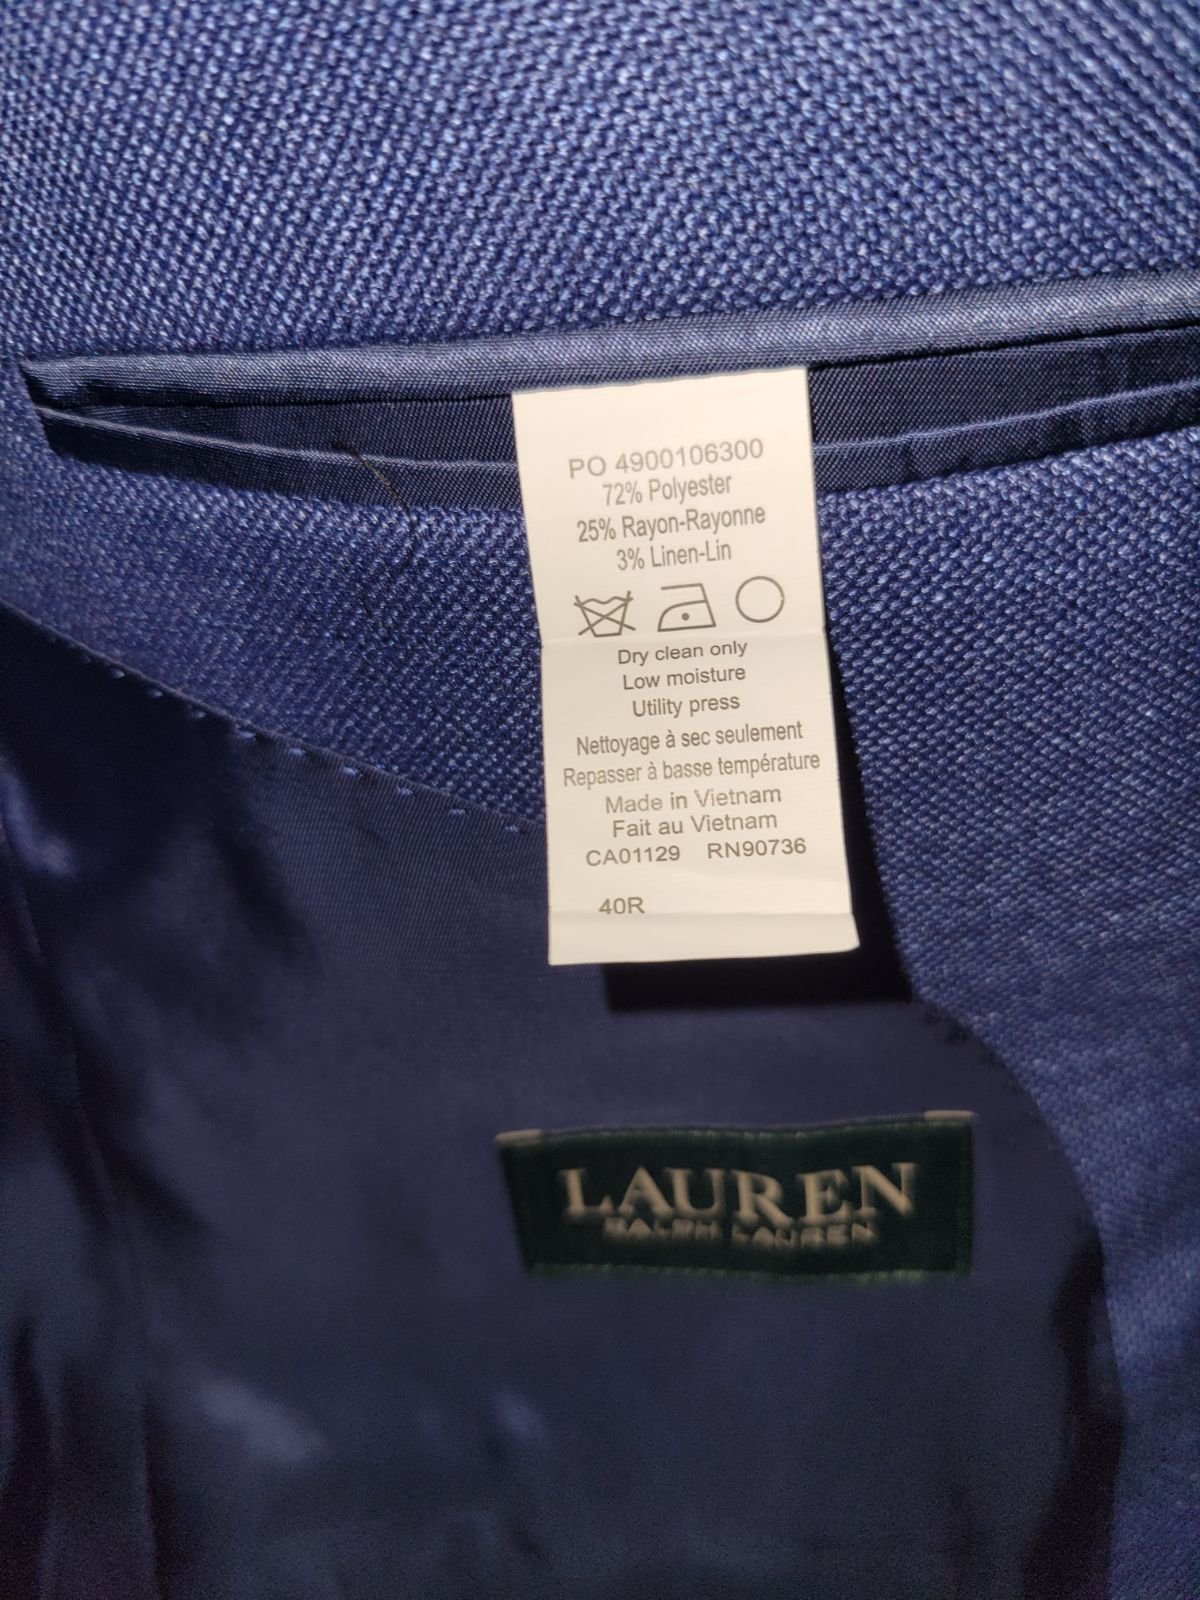 PO 4900106300
72% Polyester
25% Rayon-Rayonne
3% Linen-Lin
Dry clean only
Low moisture
Utility press
Nettoyage à sec seulement
Repasser à basse température
Made in Vietnam
Fait au Vietnam
CA01129 RN90736
40R
LAUREN
RALPH LAUREN